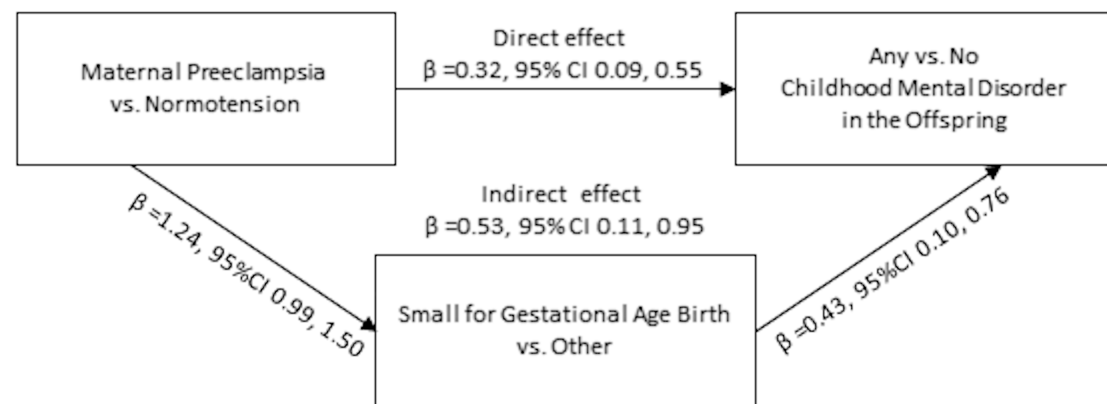 Maternal Preeclampsia
vs. Normotension
Direct effect
β =0.32, 95% CI 0.09, 0.55
Any vs. No
Childhood Mental Disorder
in the Offspring
β =1.24, 95%CI 0.99, 1.50
Indirect effect
β =0.53, 95% CI 0.11, 0.95
β =0.43, 95%CI 0.10, 0.76
Small for Gestational Age Birth
vs. Other